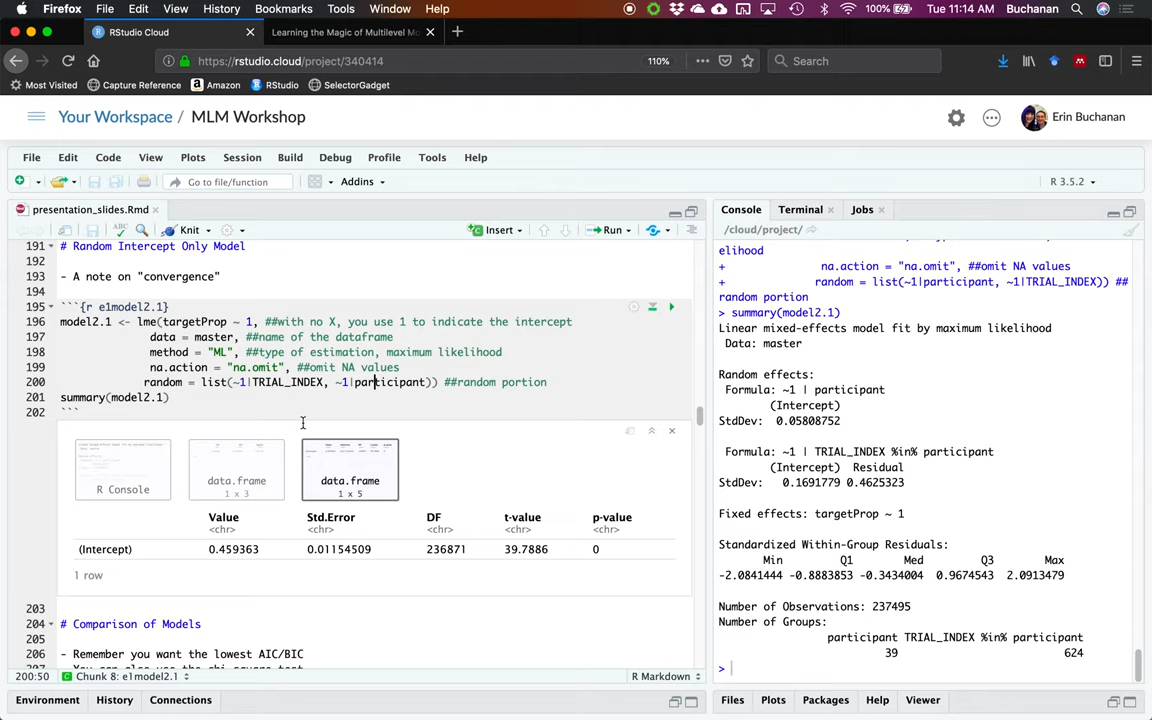 Firefox File Edit View History Bookmarks Tools Window Help 100% Tue 11:14 AM Buchanan
RStudio Cloud × Learning the Magic of Multilevel Mo × +
https://rstudio.cloud/project/340414 110% Search
Most Visited Capture Reference Amazon RStudio SelectorGadget
Your Workspace / MLM Workshop Erin Buchanan
File Edit Code View Plots Session Build Debug Profile Tools Help
Go to file/function Addins R 3.5.2
presentation_slides.Rmd ×
ABC Knit Insert Run
191 # Random Intercept Only Model
192
193 - A note on "convergence"
194
195 ```{r e1model2.1}
196 model2.1 <- lme(targetProp ~ 1, ##with no X, you use 1 to indicate the intercept
197 data = master, ##name of the dataframe
198 method = "ML", ##type of estimation, maximum likelihood
199 na.action = "na.omit", ##omit NA values
200 random = list(~1|TRIAL_INDEX, ~1|participant)) ##random portion
201 summary(model2.1)
202 ```
R Console
data.frame
1 x 3
data.frame
1 x 5
Value Std.Error DF t-value p-value
<chr> <chr> <chr> <chr> <chr>
(Intercept) 0.459363 0.01154509 236871 39.7886 0
1 row
203
204 # Comparison of Models
205
206 - Remember you want the lowest AIC/BIC
207 - You can also use the chi-square test
200:50 Chunk 8: e1model2.1 R Markdown
Environment History Connections
Console Terminal × Jobs ×
/cloud/project/
elihood
+ na.action = "na.omit", ##omit NA values
+ random = list(~1|participant, ~1|TRIAL_INDEX)) ##
random portion
> summary(model2.1)
Linear mixed-effects model fit by maximum likelihood
Data: master
Random effects:
Formula: ~1 | participant
(Intercept)
StdDev: 0.05808752
Formula: ~1 | TRIAL_INDEX %in% participant
(Intercept) Residual
StdDev: 0.1691779 0.4625323
Fixed effects: targetProp ~ 1
Standardized Within-Group Residuals:
Min Q1 Med Q3 Max
-2.0841444 -0.8883853 -0.3434004 0.9674543 2.0913479
Number of Observations: 237495
Number of Groups:
participant TRIAL_INDEX %in% participant
39 624
>
Files Plots Packages Help Viewer